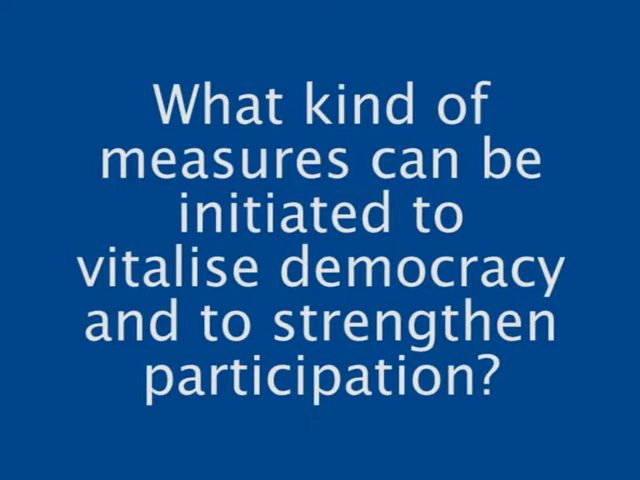 What kind of
measures can be
initiated to
vitalise democracy
and to strengthen
participation?